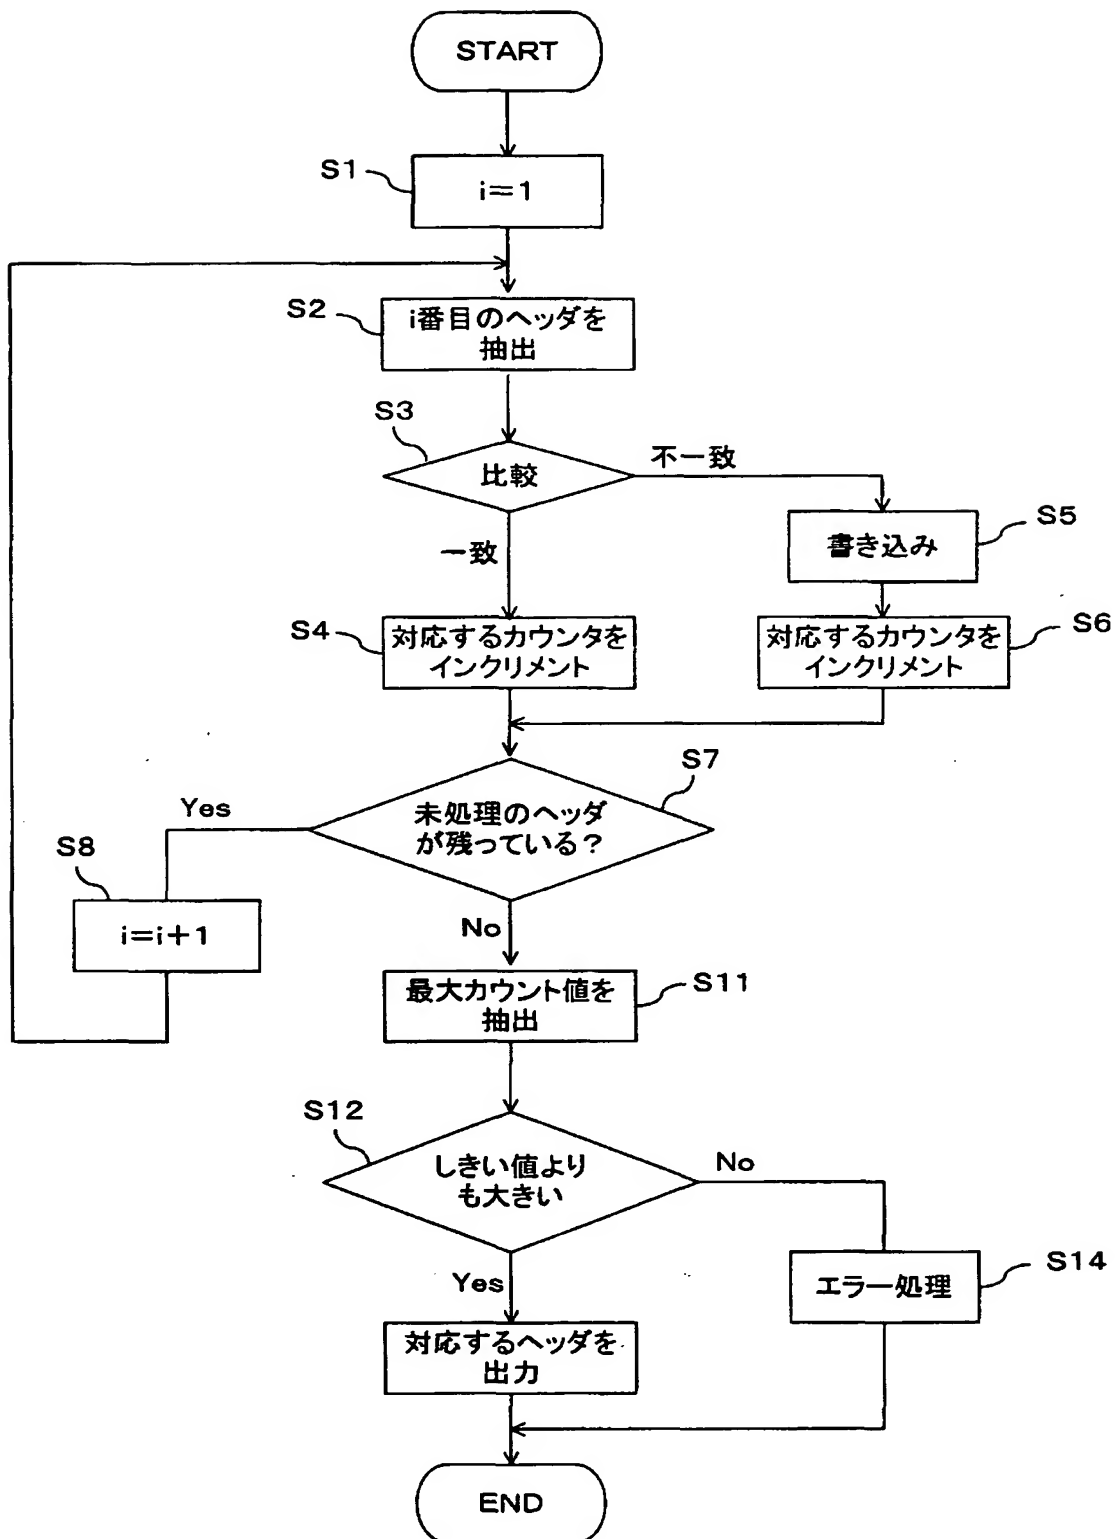 START
S1
i=1
S2
i番目のヘッダを
抽出
S3
比較
不一致
一致
S5
書き込み
S4
対応するカウンタを
インクリメント
S6
対応するカウンタを
インクリメント
S7
未処理のヘッダ
が残っている?
Yes
S8
i=i+1
No
S11
最大カウント値を
抽出
S12
しきい値より
も大きい
No
Yes
S14
エラー処理
対応するヘッダを
出力
END